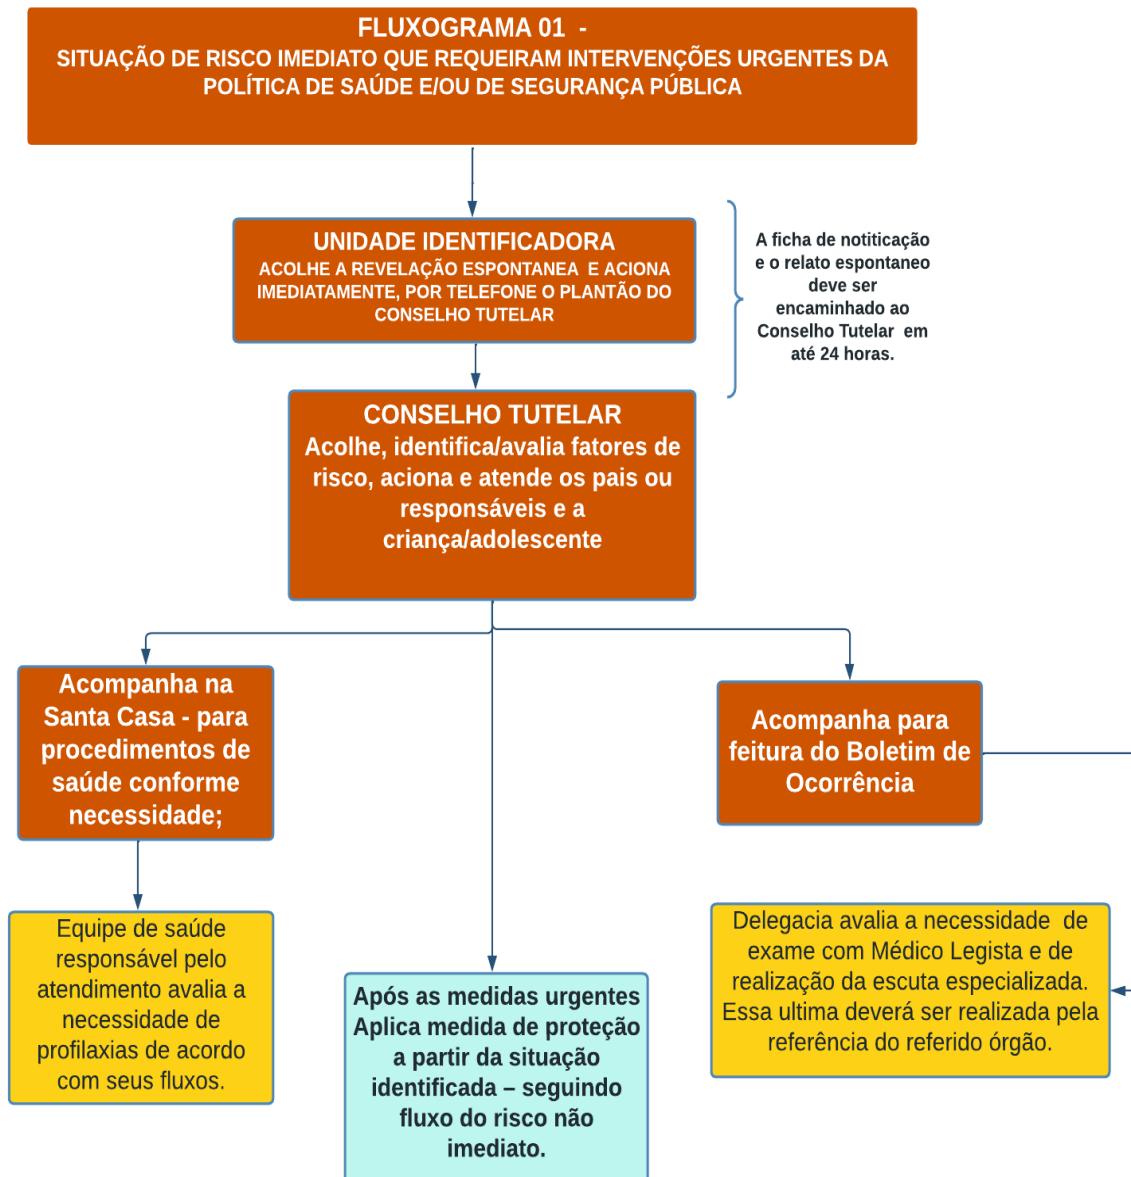 FLUXOGRAMA 01 -
SITUAÇÃO DE RISCO IMEDIATO QUE REQUEIRAM INTERVENÇÕES URGENTES DA
POLÍTICA DE SAÚDE E/OU DE SEGURANÇA PÚBLICA
UNIDADE IDENTIFICADORA
ACOLHE A REVELAÇÃO ESPONTANEA E ACIONA
IMEDIATAMENTE, POR TELEFONE O PLANTÃO DO
CONSELHO TUTELAR
A ficha de notiticação
e o relato espontaneo
deve ser
encaminhado ao
Conselho Tutelar em
até 24 horas.
CONSELHO TUTELAR
Acolhe, identifica/avalia fatores de
risco, aciona e atende os pais ou
responsáveis e a
criança/adolescente
Acompanha na
Santa Casa - para
procedimentos de
saúde conforme
necessidade;
Acompanha para
feitura do Boletim de
Ocorrência
Equipe de saúde
responsável pelo
atendimento avalia a
necessidade de
profilaxias de acordo
com seus fluxos.
Após as medidas urgentes
Aplica medida de proteção
a partir da situação
identificada – seguindo
fluxo do risco não
imediato.
Delegacia avalia a necessidade de
exame com Médico Legista e de
realização da escuta especializada.
Essa ultima deverá ser realizada pela
referência do referido órgão.